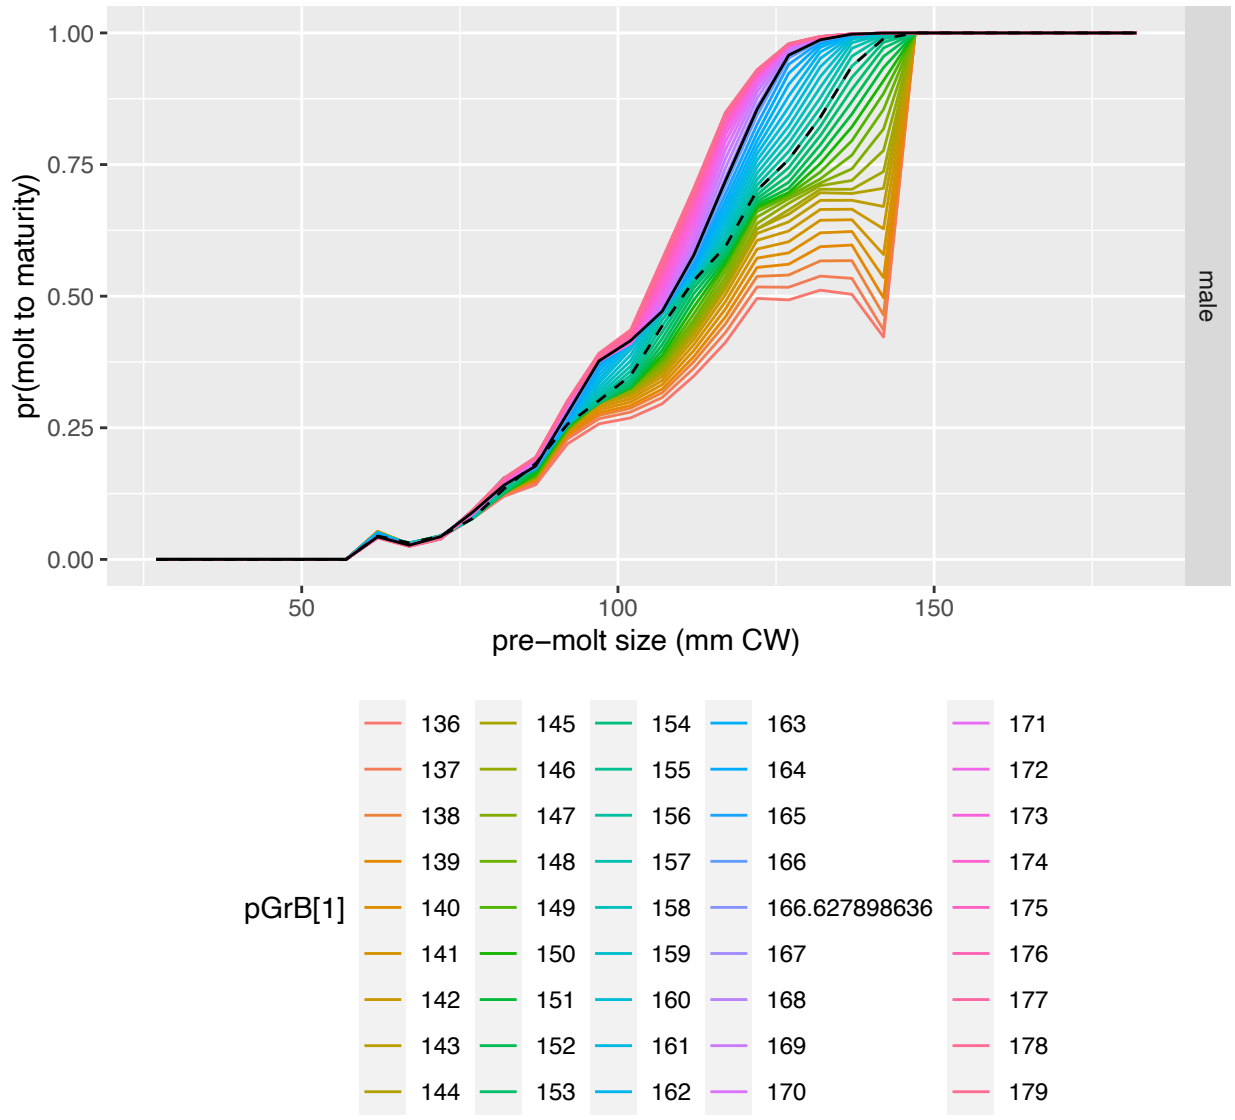 1.00
0.75
0.50
0.25
0.00
pr(molt to maturity)
male
50 100 150
pre−molt size (mm CW)
pGrB[1]
136 145 154 163 171
137 146 155 164 172
138 147 156 165 173
139 148 157 166 174
140 149 158 166.627898636 175
141 150 159 167 176
142 151 160 168 177
143 152 161 169 178
144 153 162 170 179